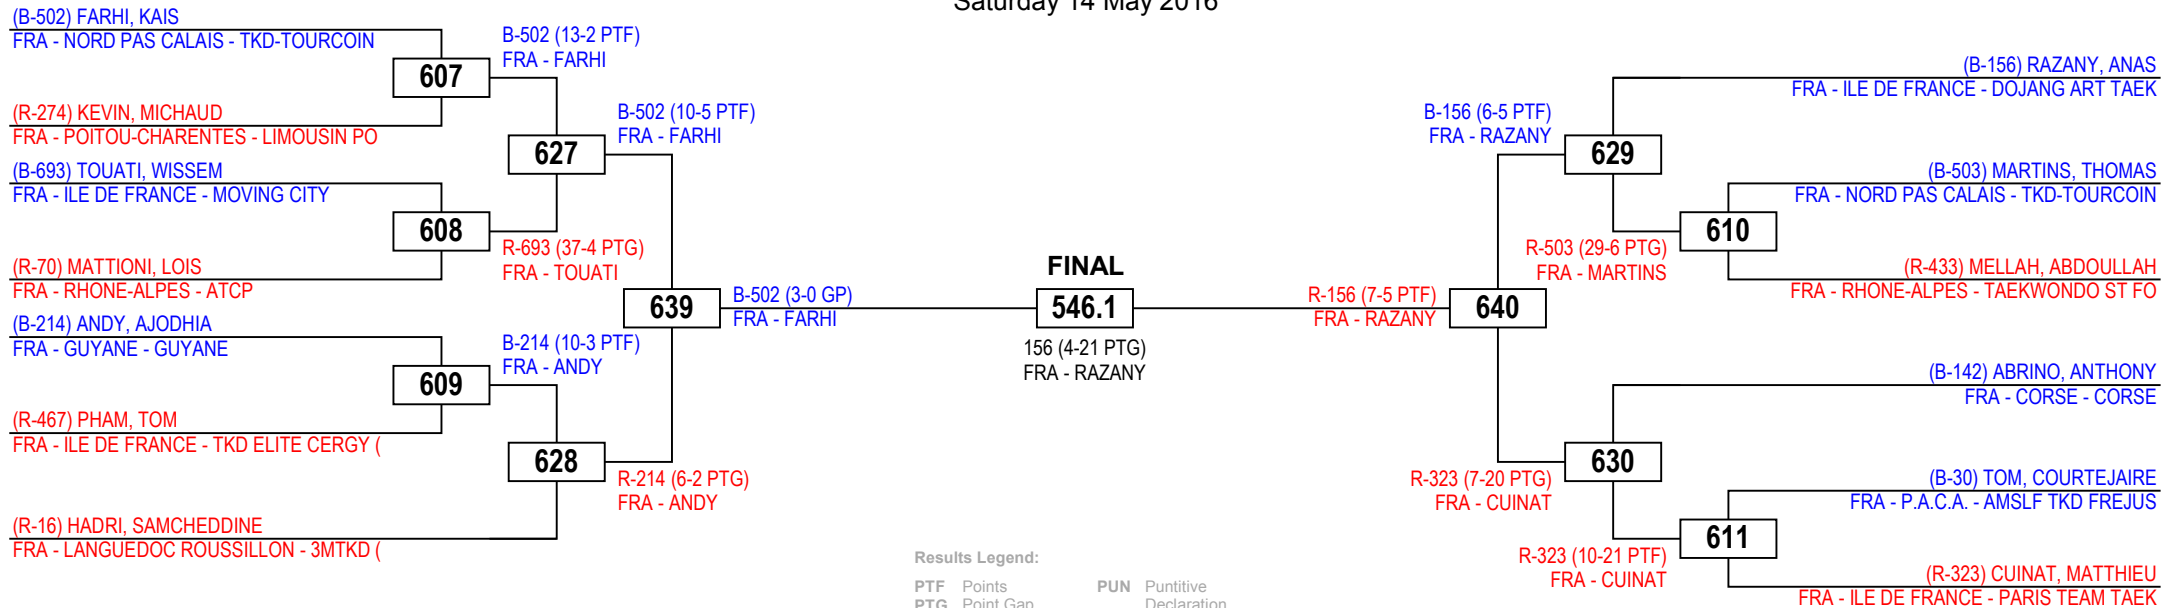 Saturday 14 May 2016
(B-502) FARHI, KAIS
FRA - NORD PAS CALAIS - TKD-TOURCOIN
607
(R-274) KEVIN, MICHAUD
FRA - POITOU-CHARENTES - LIMOUSIN PO
B-502 (13-2 PTF)
FRA - FARHI
627
(B-693) TOUATI, WISSEM
FRA - ILE DE FRANCE - MOVING CITY
608
(R-70) MATTIONI, LOIS
FRA - RHONE-ALPES - ATCP
R-693 (37-4 PTG)
FRA - TOUATI
B-502 (10-5 PTF)
FRA - FARHI
639
(B-214) ANDY, AJODHIA
FRA - GUYANE - GUYANE
609
(R-467) PHAM, TOM
FRA - ILE DE FRANCE - TKD ELITE CERGY (
B-214 (10-3 PTF)
FRA - ANDY
628
(R-16) HADRI, SAMCHEDDINE
FRA - LANGUEDOC ROUSSILLON - 3MTKD (
R-214 (6-2 PTG)
FRA - ANDY
B-502 (3-0 GP)
FRA - FARHI
FINAL
546.1
156 (4-21 PTG)
FRA - RAZANY
R-156 (7-5 PTF)
FRA - RAZANY
640
B-156 (6-5 PTF)
FRA - RAZANY
629
(B-156) RAZANY, ANAS
FRA - ILE DE FRANCE - DOJANG ART TAEK
(B-503) MARTINS, THOMAS
FRA - NORD PAS CALAIS - TKD-TOURCOIN
610
R-503 (29-6 PTG)
FRA - MARTINS
(R-433) MELLAH, ABDOULLAH
FRA - RHONE-ALPES - TAEKWONDO ST FO
(B-142) ABRINO, ANTHONY
FRA - CORSE - CORSE
630
R-323 (7-20 PTG)
FRA - CUINAT
(B-30) TOM, COURTEJAIRE
FRA - P.A.C.A. - AMSLF TKD FREJUS
611
R-323 (10-21 PTF)
FRA - CUINAT
(R-323) CUINAT, MATTHIEU
FRA - ILE DE FRANCE - PARIS TEAM TAEK
Results Legend:
PTF Points PUN Puntitive
PTG Point Gap Declaration